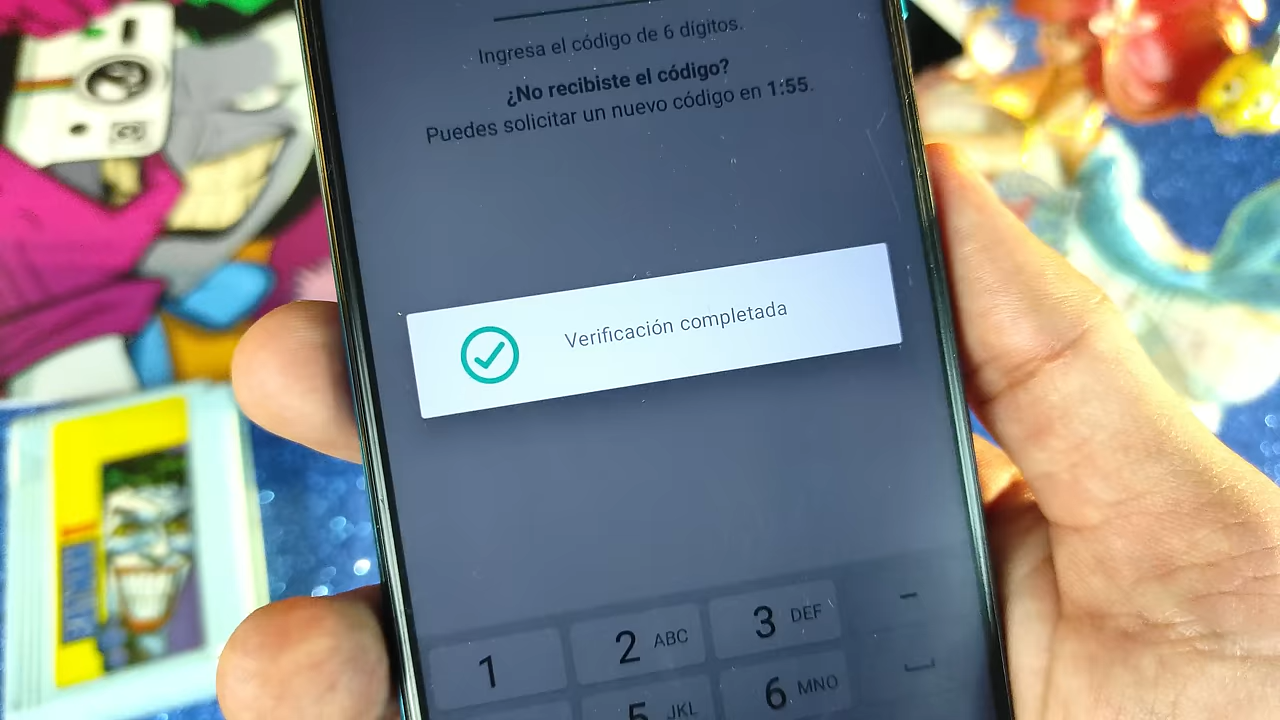 Ingresa el código de 6 dígitos.
¿No recibiste el código?
Puedes solicitar un nuevo código en 1:55.
Verificación completada
1
2 ABC
3 DEF
-
5 JKL
6 MNO